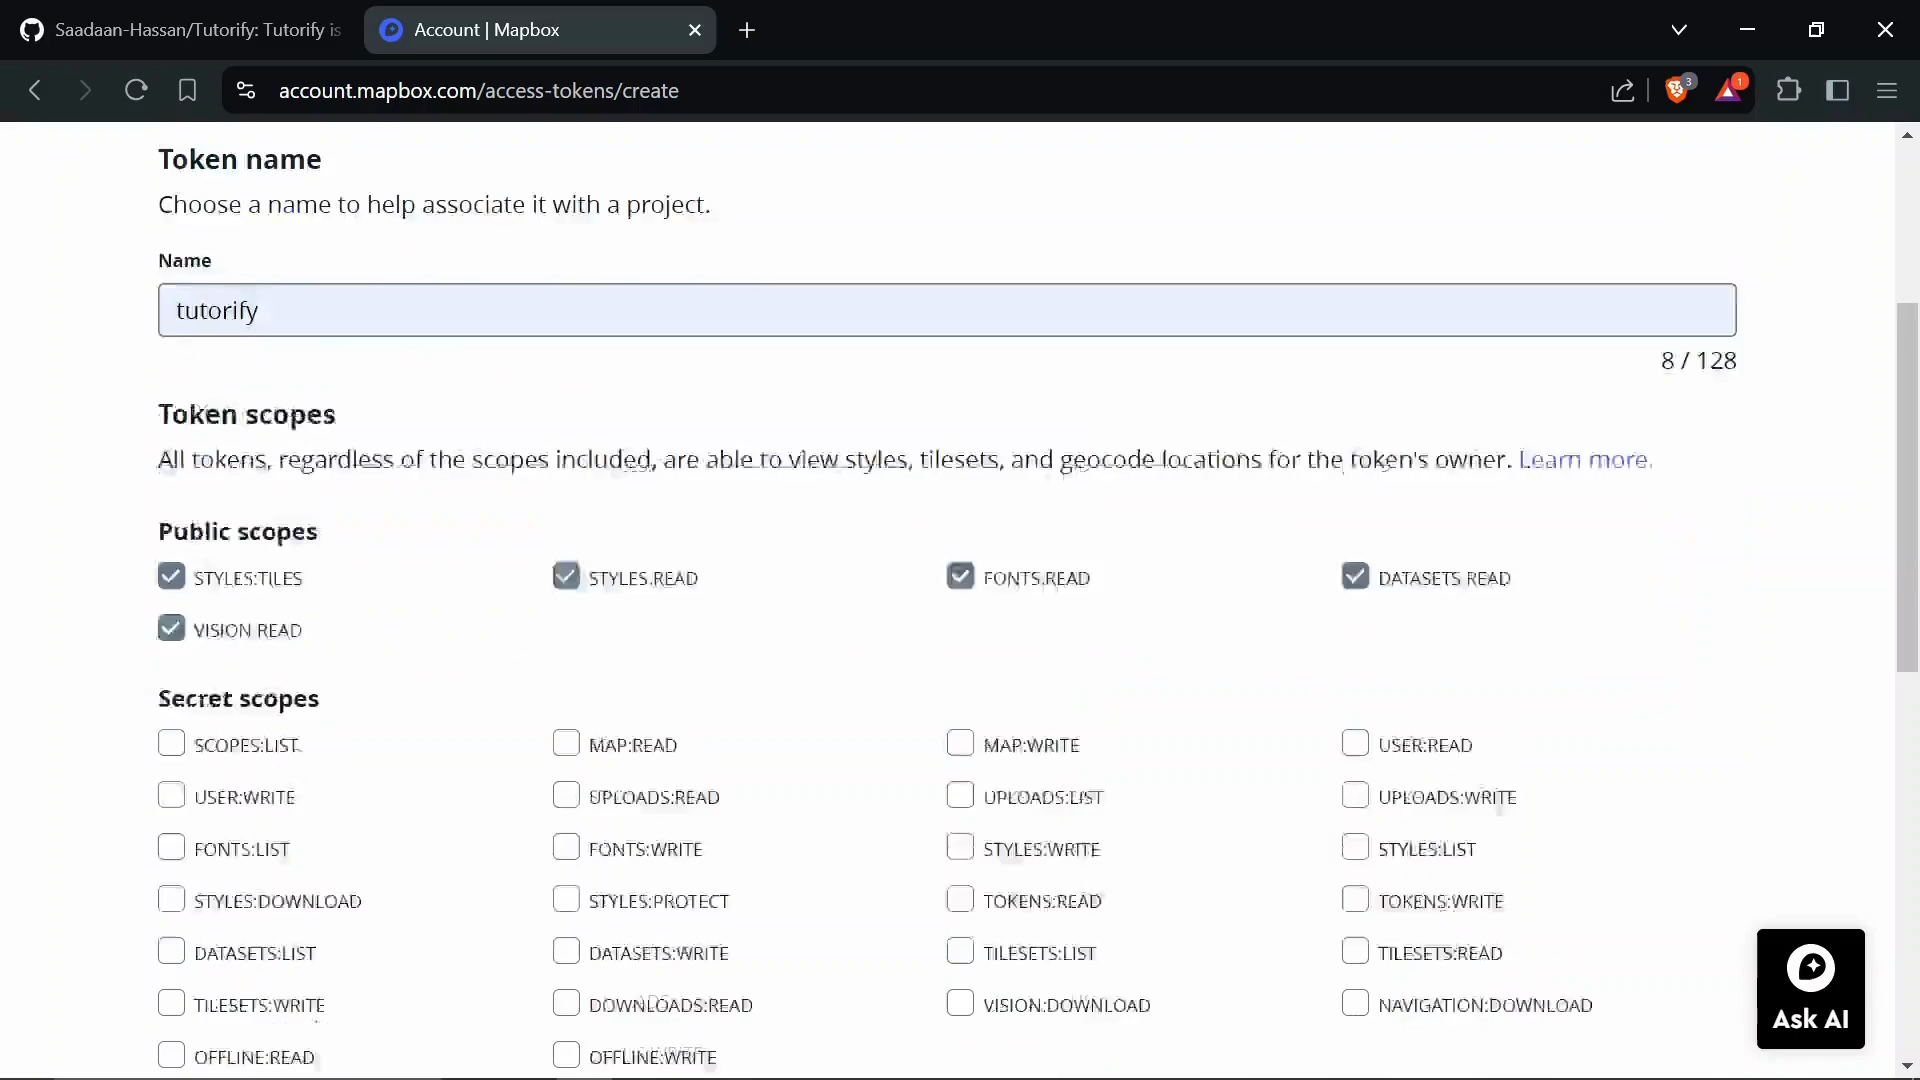 Saadaan-Hassan/Tutorify: Tutorify is
Account | Mapbox
account.mapbox.com/access-tokens/create
3
1
Token name
Choose a name to help associate it with a project.
Name
tutorify
8 / 128
Token scopes
All tokens, regardless of the scopes included, are able to view styles, tilesets, and geocode locations for the token's owner. Learn more.
Public scopes
STYLES:TILES STYLES:READ FONTS:READ DATASETS:READ
VISION:READ
Secret scopes
SCOPES:LIST MAP:READ MAP:WRITE USER:READ
USER:WRITE UPLOADS:READ UPLOADS:LIST UPLOADS:WRITE
FONTS:LIST FONTS:WRITE STYLES:WRITE STYLES:LIST
STYLES:DOWNLOAD STYLES:PROTECT TOKENS:READ TOKENS:WRITE
DATASETS:LIST DATASETS:WRITE TILESETS:LIST TILESETS:READ
TILESETS:WRITE DOWNLOADS:READ VISION:DOWNLOAD NAVIGATION:DOWNLOAD
OFFLINE:READ OFFLINE:WRITE
Ask AI